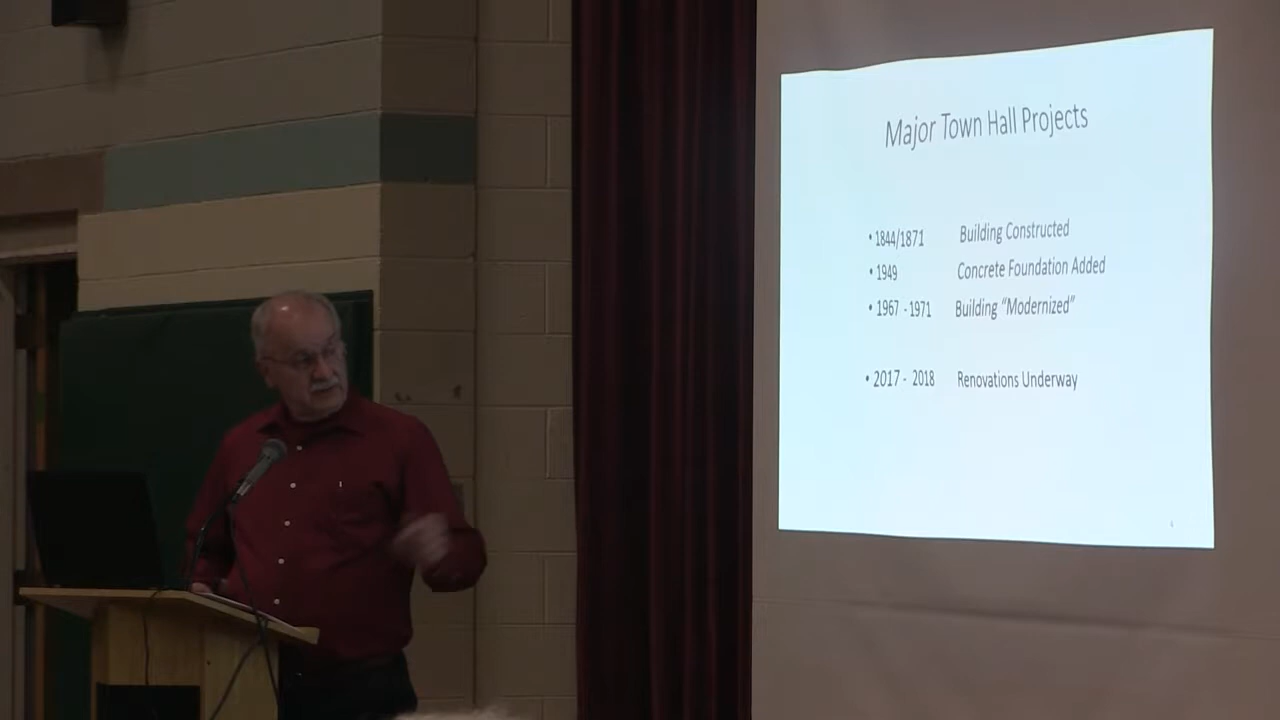 Major Town Hall Projects
• 1844/1871 Building Constructed
• 1949 Concrete Foundation Added
• 1967 - 1971 Building “Modernized”
• 2017 - 2018 Renovations Underway